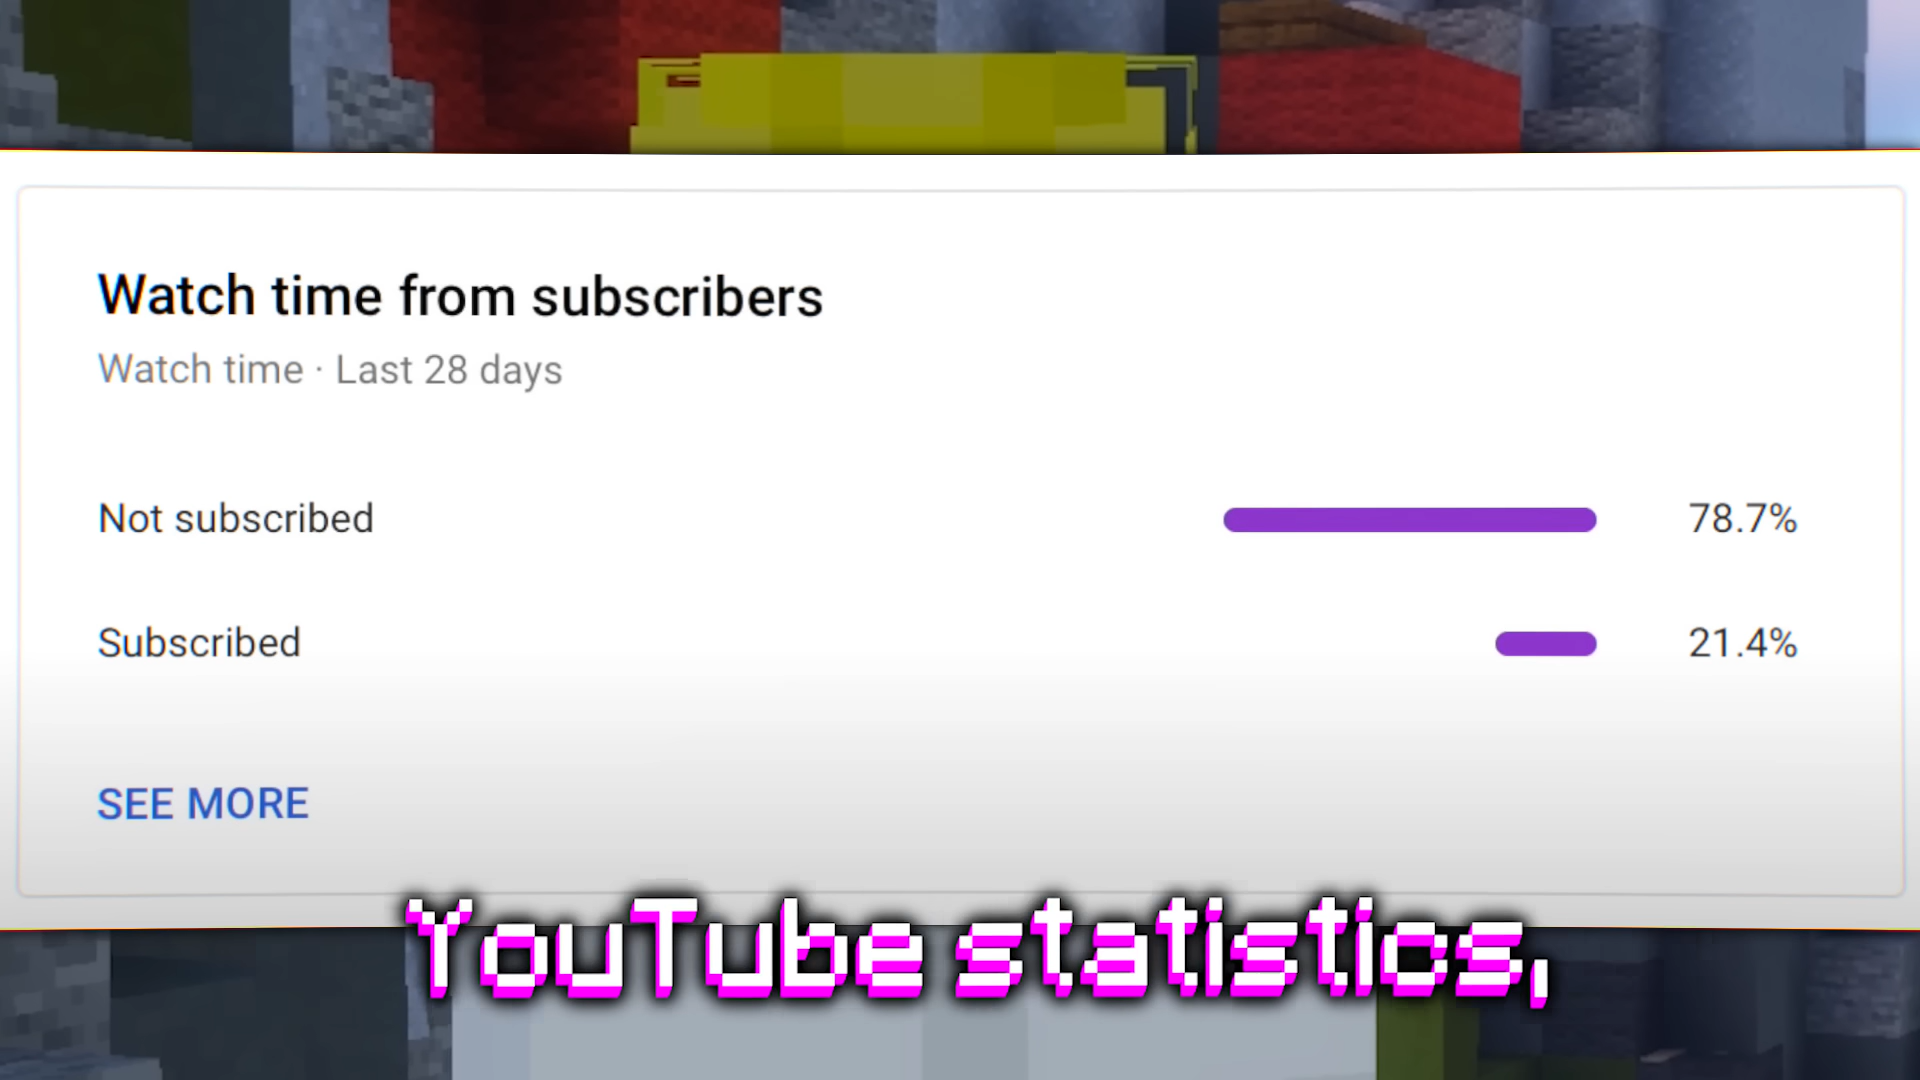 Watch time from subscribers
Watch time · Last 28 days
Not subscribed 78.7%
Subscribed 21.4%
SEE MORE
YouTube statistics,